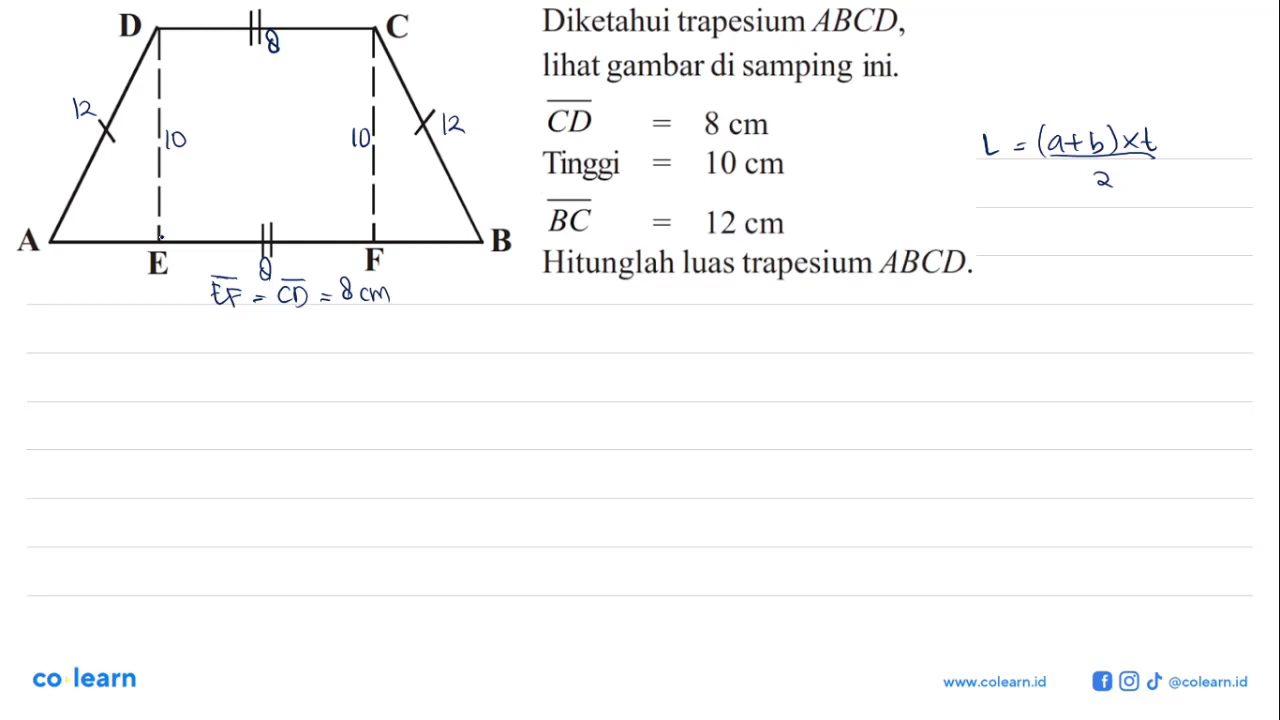 D
C
8
12
10
10
12
A
B
E
F
8
EF = CD = 8 cm
Diketahui trapesium ABCD,
lihat gambar di samping ini.
CD = 8 cm
Tinggi = 10 cm
BC = 12 cm
Hitunglah luas trapesium ABCD.
L = (a+b)×t
2
co learn
www.colearn.id
@colearn.id